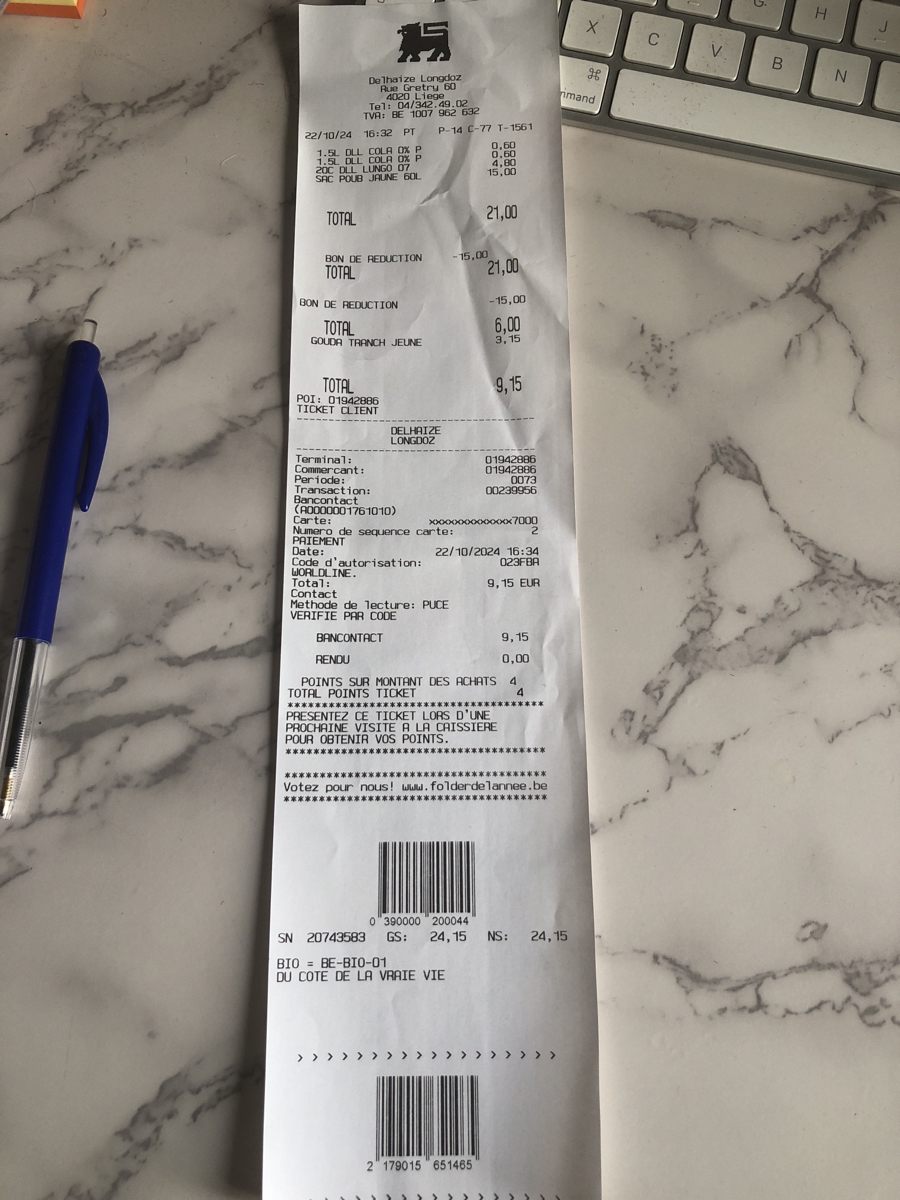 X C V B N G H J
⌘
mmand
Delhaize Longdoz
Rue Gretry 60
4020 Liege
Tel: 04/342.49.02
TVA: BE 1007 962 632
22/10/24 16:32 PT P-14 C-77 T-1561
1.5L DLL COLA 0% P 0,60
1.5L DLL COLA 0% P 0,60
20C DLL LUNGO 07 4,80
SAC POUB JAUNE 60L 15,00
TOTAL 21,00
BON DE REDUCTION -15,00
TOTAL 21,00
BON DE REDUCTION -15,00
TOTAL 6,00
GOUDA TRANCH JEUNE 3,15
TOTAL 9,15
POI: 01942886
TICKET CLIENT
DELHAIZE
LONGDOZ
Terminal: 01942886
Commercant: 01942886
Periode: 0073
Transaction: 00239956
Bancontact
(A0000001761010)
Carte: xxxxxxxxxxxxx7000
Numero de sequence carte: 2
PAIEMENT
Date: 22/10/2024 16:34
Code d'autorisation: 023FBA
WORLDLINE.
Total: 9,15 EUR
Contact
Methode de lecture: PUCE
VERIFIE PAR CODE
BANCONTACT 9,15
RENDU 0,00
POINTS SUR MONTANT DES ACHATS 4
TOTAL POINTS TICKET 4
***************************************
PRESENTEZ CE TICKET LORS D'UNE
PROCHAINE VISITE A LA CAISSIERE
POUR OBTENIR VOS POINTS.
***************************************
***************************************
Votez pour nous! www.folderdelannee.be
***************************************
0 390000 200044
SN 20743583 GS: 24,15 NS: 24,15
BIO = BE-BIO-01
DU COTE DE LA VRAIE VIE
› › › › › › › › › › › › › › › › › ›
2 179015 651465